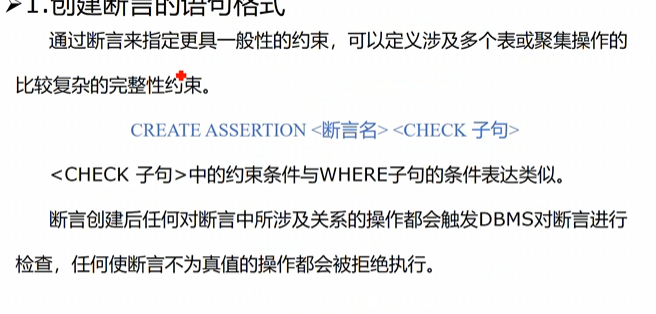 ➢1.创建断言的语句格式
通过断言来指定更具一般性的约束，可以定义涉及多个表或聚集操作的
比较复杂的完整性约束。
CREATE ASSERTION <断言名> <CHECK 子句>
<CHECK 子句>中的约束条件与WHERE子句的条件表达类似。
断言创建后任何对断言中所涉及关系的操作都会触发DBMS对断言进行
检查，任何使断言不为真值的操作都会被拒绝执行。